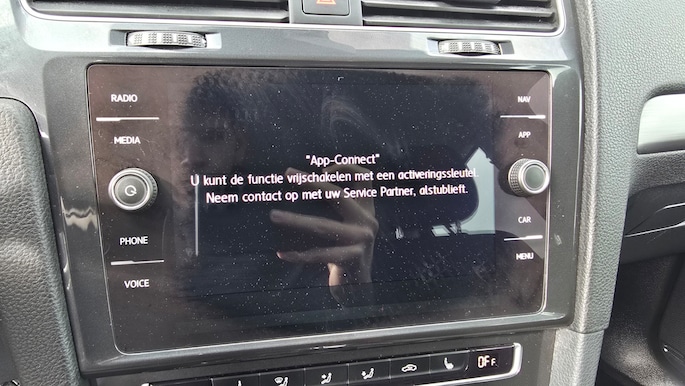 RADIO
NAV
MEDIA
APP
"App-Connect"
U kunt de functie vrijschakelen met een activeringssleutel.
Neem contact op met uw Service Partner, alstublieft.
PHONE
CAR
VOICE
MENU
OFF